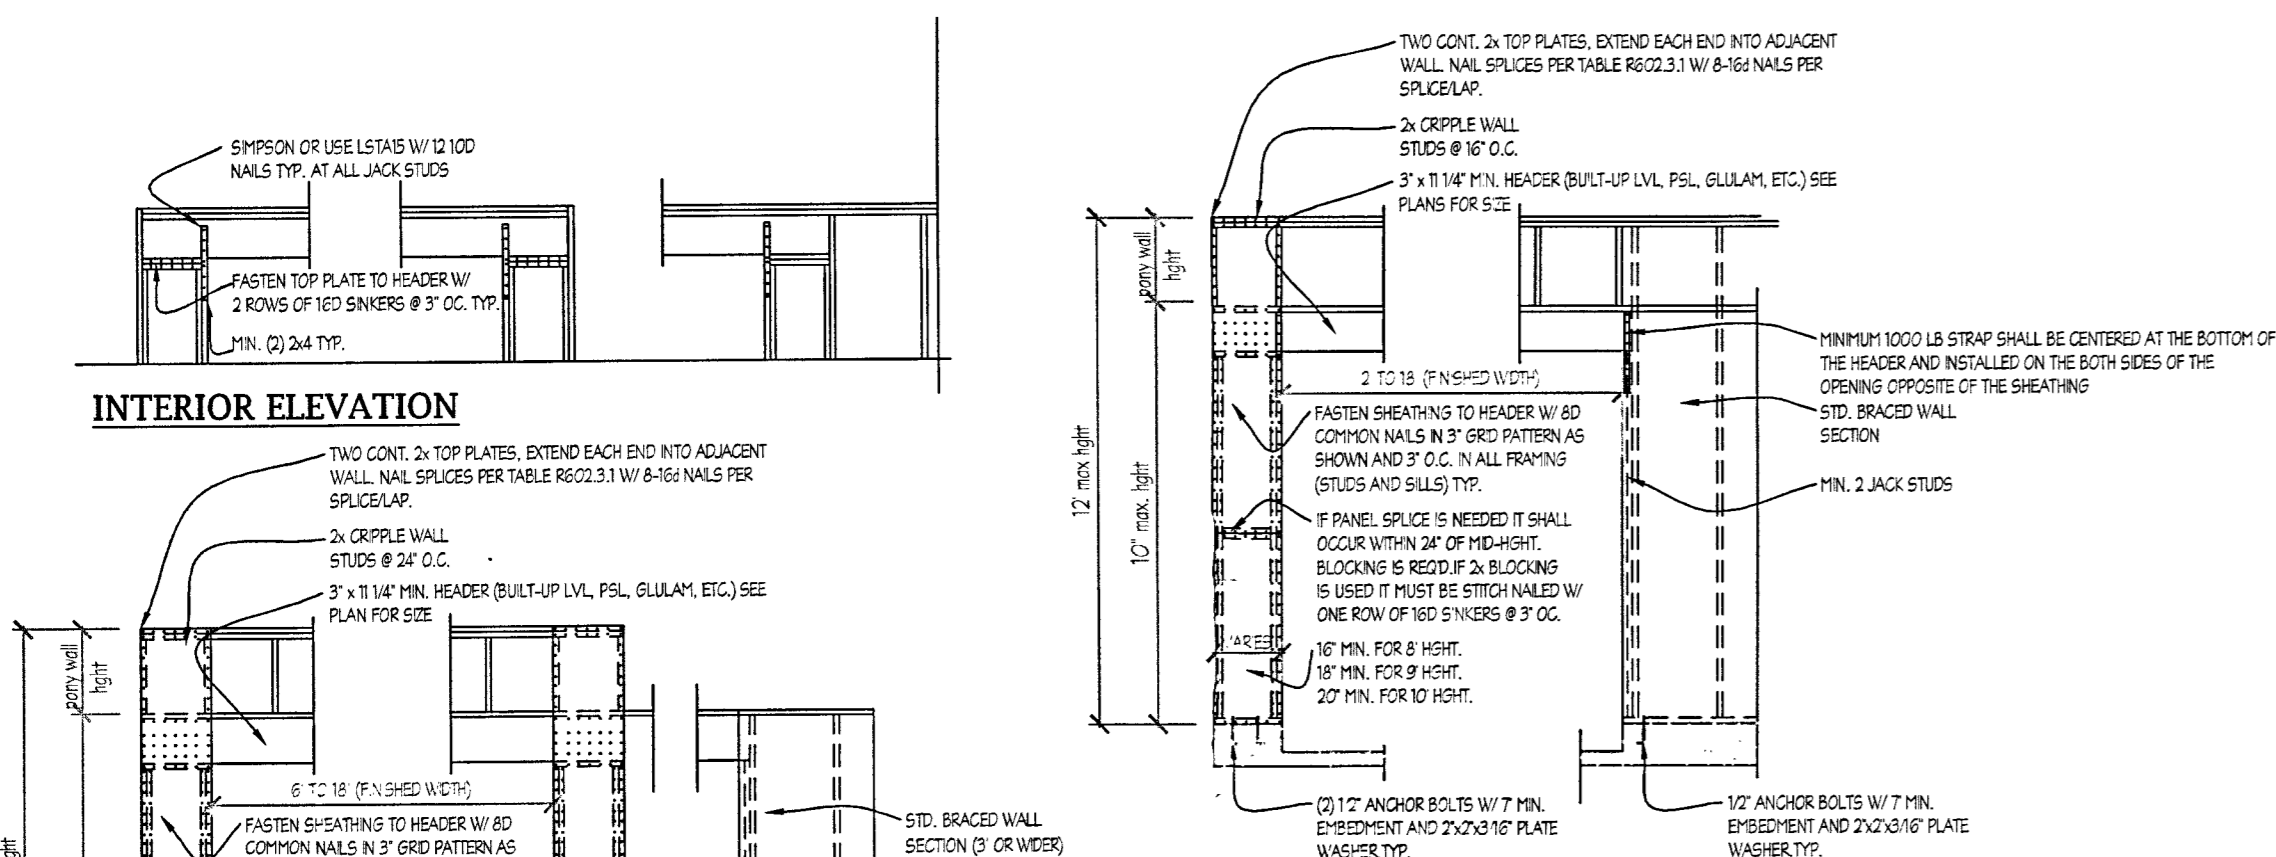 SIMPSON OR USE LSTA15 W/ 12 10D
NAILS TYP. AT ALL JACK STUDS
FASTEN TOP PLATE TO HEADER W/
2 ROWS OF 16D SINKERS @ 3" OC. TYP.
MIN. (2) 2x4 TYP.
INTERIOR ELEVATION
TWO CONT. 2x TOP PLATES, EXTEND EACH END INTO ADJACENT
WALL. NAIL SPLICES PER TABLE R602.3.1 W/ 8-16d NAILS PER
SPLICE/LAP.
2x CRIPPLE WALL
STUDS @ 24" O.C.
3" x 11 1/4" MIN. HEADER (BUILT-UP LVL, PSL, GLULAM, ETC.) SEE
PLAN FOR SIZE
pony wall
hght
6' TO 18' (FINISHED WIDTH)
FASTEN SHEATHING TO HEADER W/ 8D
COMMON NAILS IN 3" GRID PATTERN AS
STD. BRACED WALL
SECTION (3' OR WIDER)
TWO CONT. 2x TOP PLATES, EXTEND EACH END INTO ADJACENT
WALL. NAIL SPLICES PER TABLE R602.3.1 W/ 8-16d NAILS PER
SPLICE/LAP.
2x CRIPPLE WALL
STUDS @ 16" O.C.
3" x 11 1/4" MIN. HEADER (BUILT-UP LVL, PSL, GLULAM, ETC.) SEE
PLANS FOR SIZE
pony wall
hght
12' max hght
10" max. hght
2 TO 18 (FINISHED WIDTH)
MINIMUM 1000 LB STRAP SHALL BE CENTERED AT THE BOTTOM OF
THE HEADER AND INSTALLED ON THE BOTH SIDES OF THE
OPENING OPPOSITE OF THE SHEATHING
STD. BRACED WALL
SECTION
MIN. 2 JACK STUDS
FASTEN SHEATHING TO HEADER W/ 8D
COMMON NAILS IN 3" GRID PATTERN AS
SHOWN AND 3" O.C. IN ALL FRAMING
(STUDS AND SILLS) TYP.
IF PANEL SPLICE IS NEEDED IT SHALL
OCCUR WITHIN 24" OF MID-HGHT.
BLOCKING IS REQ'D. IF 2x BLOCKING
IS USED IT MUST BE STITCH NAILED W/
ONE ROW OF 16D SINKERS @ 3" OC.
16" MIN. FOR 8' HGHT.
18" MIN. FOR 9' HGHT.
20" MIN. FOR 10' HGHT.
(2) 1/2" ANCHOR BOLTS W/ 7" MIN.
EMBEDMENT AND 2"x2"x3/16" PLATE
WASHER TYP.
1/2" ANCHOR BOLTS W/ 7" MIN.
EMBEDMENT AND 2"x2"x3/16" PLATE
WASHER TYP.